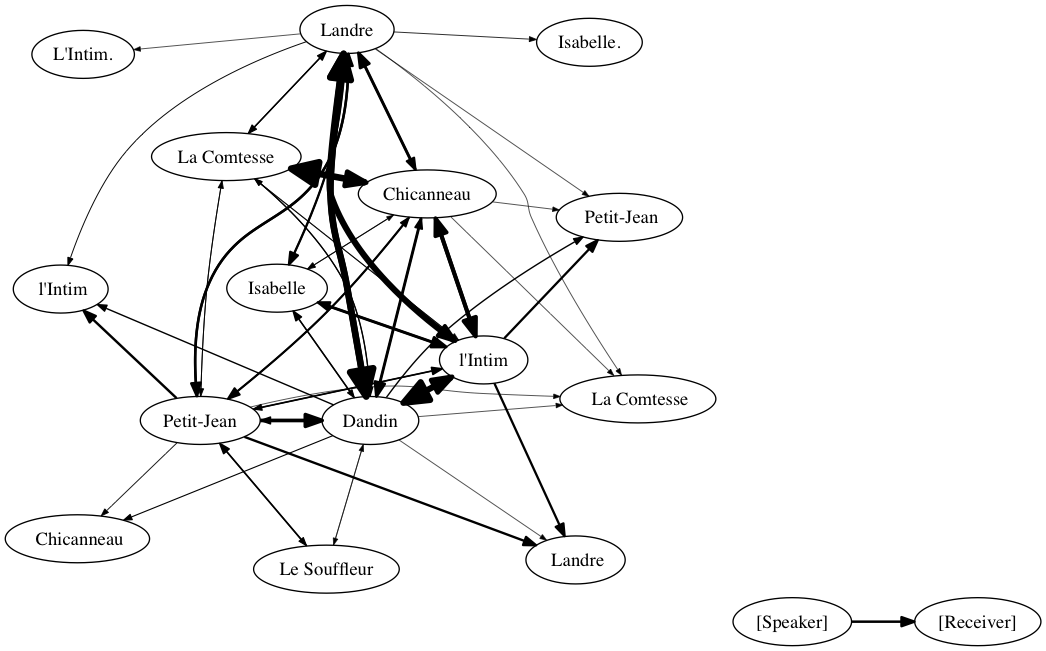 Landre
L'Intim.
Isabelle.
La Comtesse
Chicanneau
Petit-Jean
l'Intim
Isabelle
l'Intim
La Comtesse
Petit-Jean
Dandin
Chicanneau
Le Souffleur
Landre
[Speaker]
[Receiver]